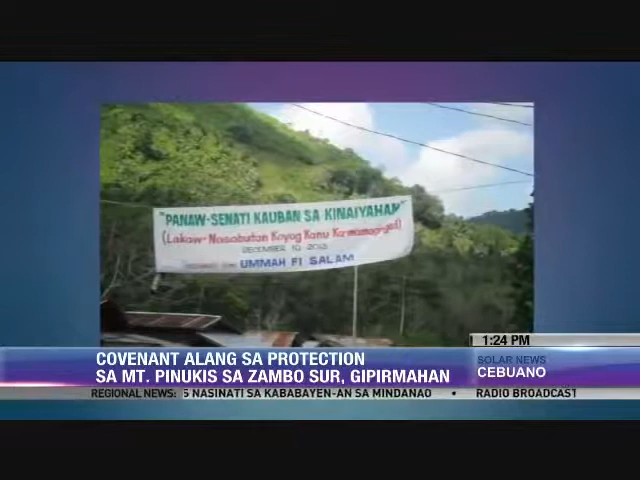 "PANAW-SENATI KAUBAN SA KINAIYAHAN"
DECEMBER 10, 2013
UMMAH FI SALAM
1:24 PM
COVENANT ALANG SA PROTECTION
SA MT. PINUKIS SA ZAMBO SUR, GIPIRMAHAN
SOLAR NEWS
CEBUANO
REGIONAL NEWS: 5 NASINATI SA KABABAYEN-AN SA MINDANAO • RADIO BROADCAST